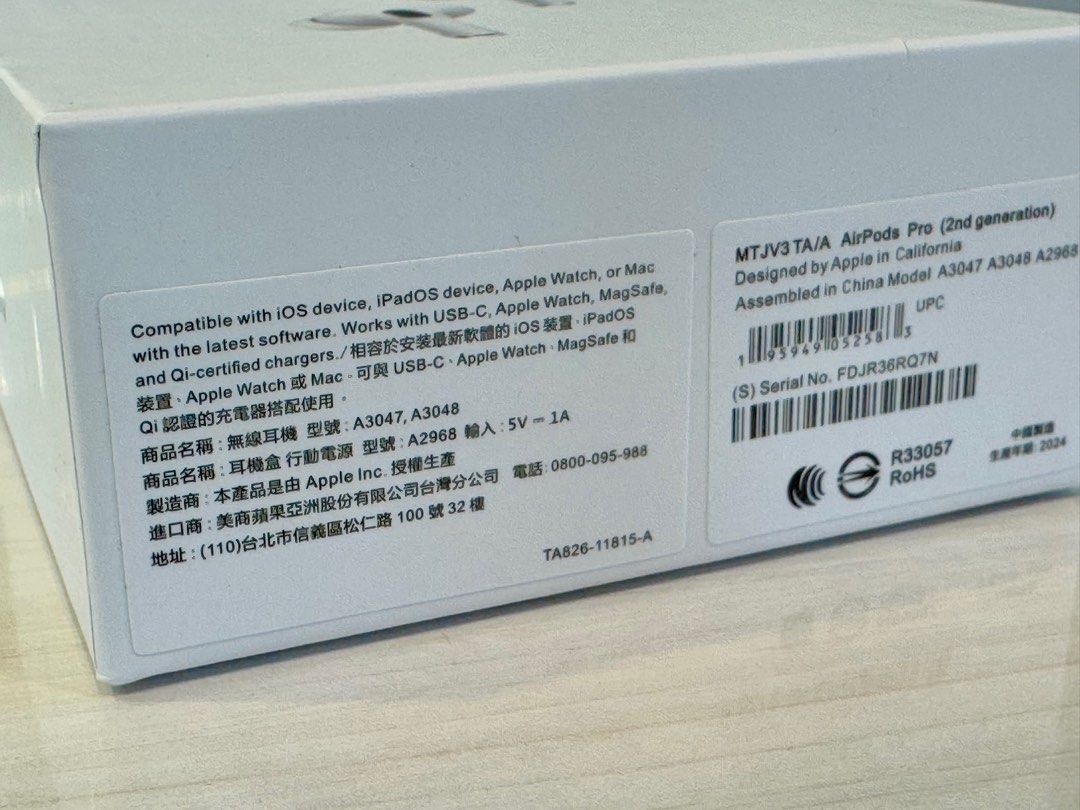 Compatible with iOS device, iPadOS device, Apple Watch, or Mac
with the latest software. Works with USB-C, Apple Watch, MagSafe,
and Qi-certified chargers./相容於安裝最新軟體的 iOS 裝置、iPadOS
裝置、Apple Watch 或 Mac。可與 USB-C、Apple Watch、MagSafe 和
Qi 認證的充電器搭配使用。
商品名稱:無線耳機 型號:A3047, A3048
商品名稱:耳機盒 行動電源 型號:A2968 輸入:5V⎓1A
製造商:本產品是由 Apple Inc. 授權生產
進口商:美商蘋果亞洲股份有限公司台灣分公司 電話:0800-095-988
地址:(110)台北市信義區松仁路 100 號 32 樓
TA826-11815-A
MTJV3TA/A AirPods Pro (2nd generation)
Designed by Apple in California
Assembled in China Model A3047 A3048 A2968
UPC
1 95949 05258 3
(S) Serial No. FDJR36RQ7N
R33057
RoHS
中國製造
生產年期:2024